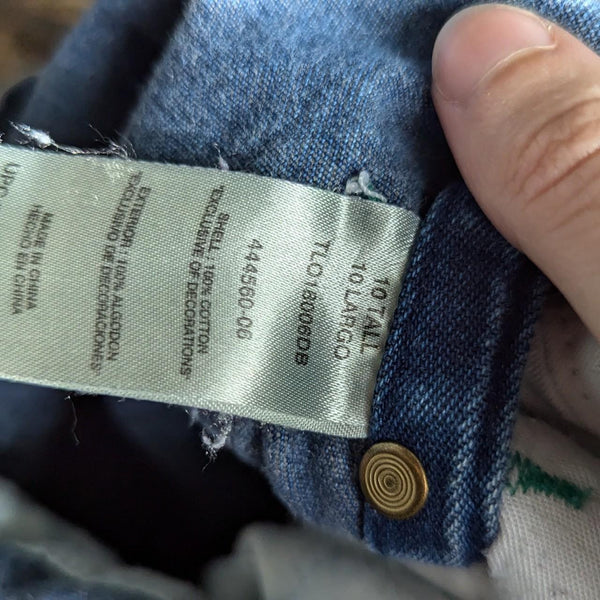 10 TALL
10 LARGO
TLO18006DB
444560-06
SHELL: 100% COTTON
*EXCLUSIVE OF DECORATIONS*
EXTERIOR: 100% ALGODON
*EXCLUSIVO DE DECORACIONES*
MADE IN CHINA
HECHO EN CHINA